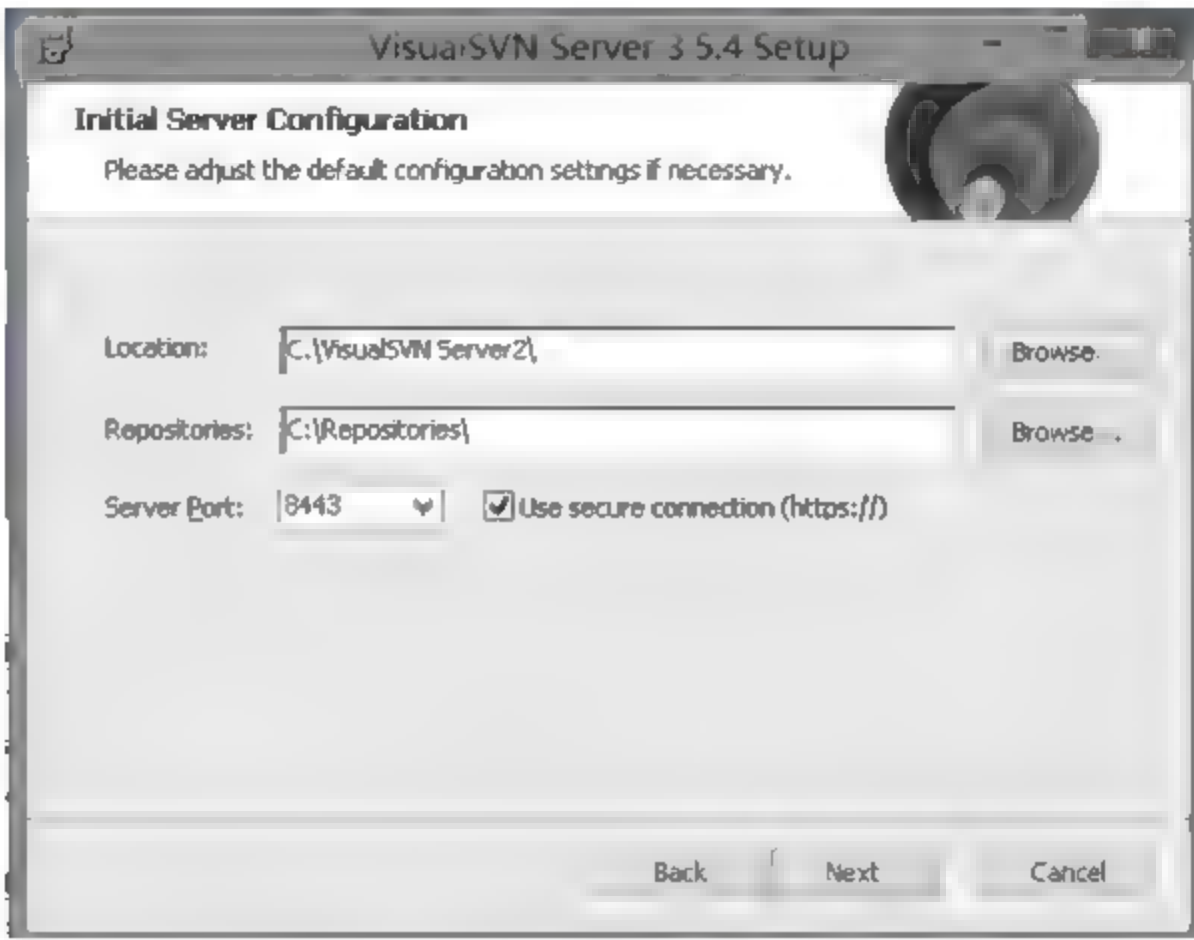 VisualSVN Server 3 5.4 Setup
Initial Server Configuration
Please adjust the default configuration settings if necessary.
Location: C.\VisualSVN Server2\ Browse.
Repositories: C:\Repositories\ Browse...
Server Port: 8443 Use secure connection (https://)
Back Next Cancel